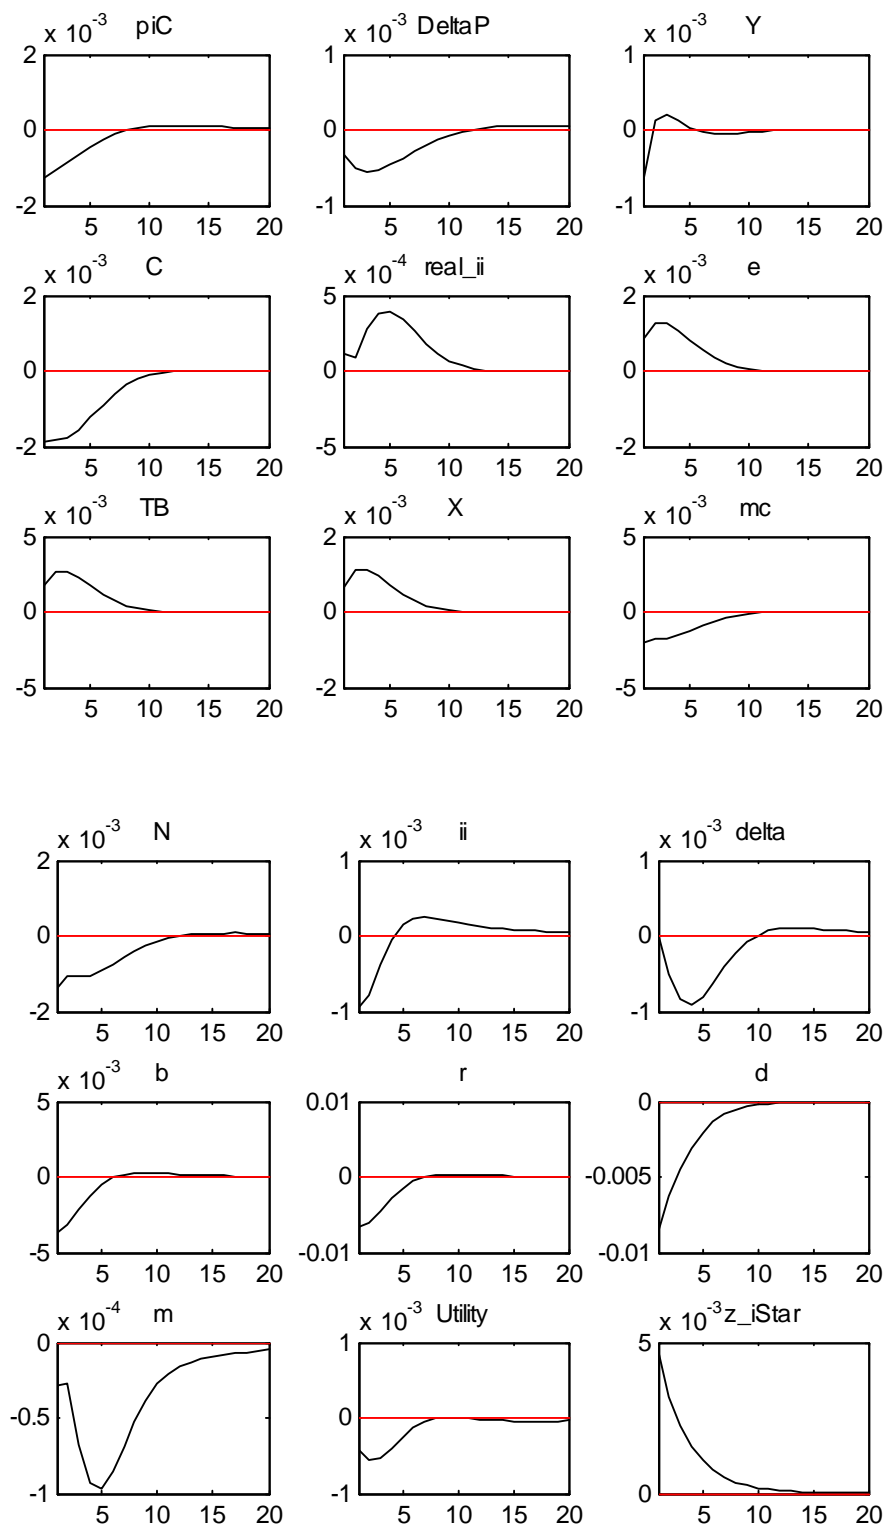 x 10-3 piC x 10-3 DeltaP x 10-3 Y
2 1 1
0 0 0
-2 -1 -1
5 10 15 20 5 10 15 20 5 10 15 20
x 10-3 C x 10-4 real_ii x 10-3 e
2 5 2
0 0 0
-2 -5 -2
5 10 15 20 5 10 15 20 5 10 15 20
x 10-3 TB x 10-3 X x 10-3 mc
5 2 5
0 0 0
-5 -2 -5
5 10 15 20 5 10 15 20 5 10 15 20
x 10-3 N x 10-3 ii x 10-3 delta
2 1 1
0 0 0
-2 -1 -1
5 10 15 20 5 10 15 20 5 10 15 20
x 10-3 b r d
5 0.01 0
0 0 -0.005
-5 -0.01 -0.01
5 10 15 20 5 10 15 20 5 10 15 20
x 10-4 m x 10-3 Utility x 10-3 z_iStar
0 1 5
-0.5 0
-1 -1 0
5 10 15 20 5 10 15 20 5 10 15 20